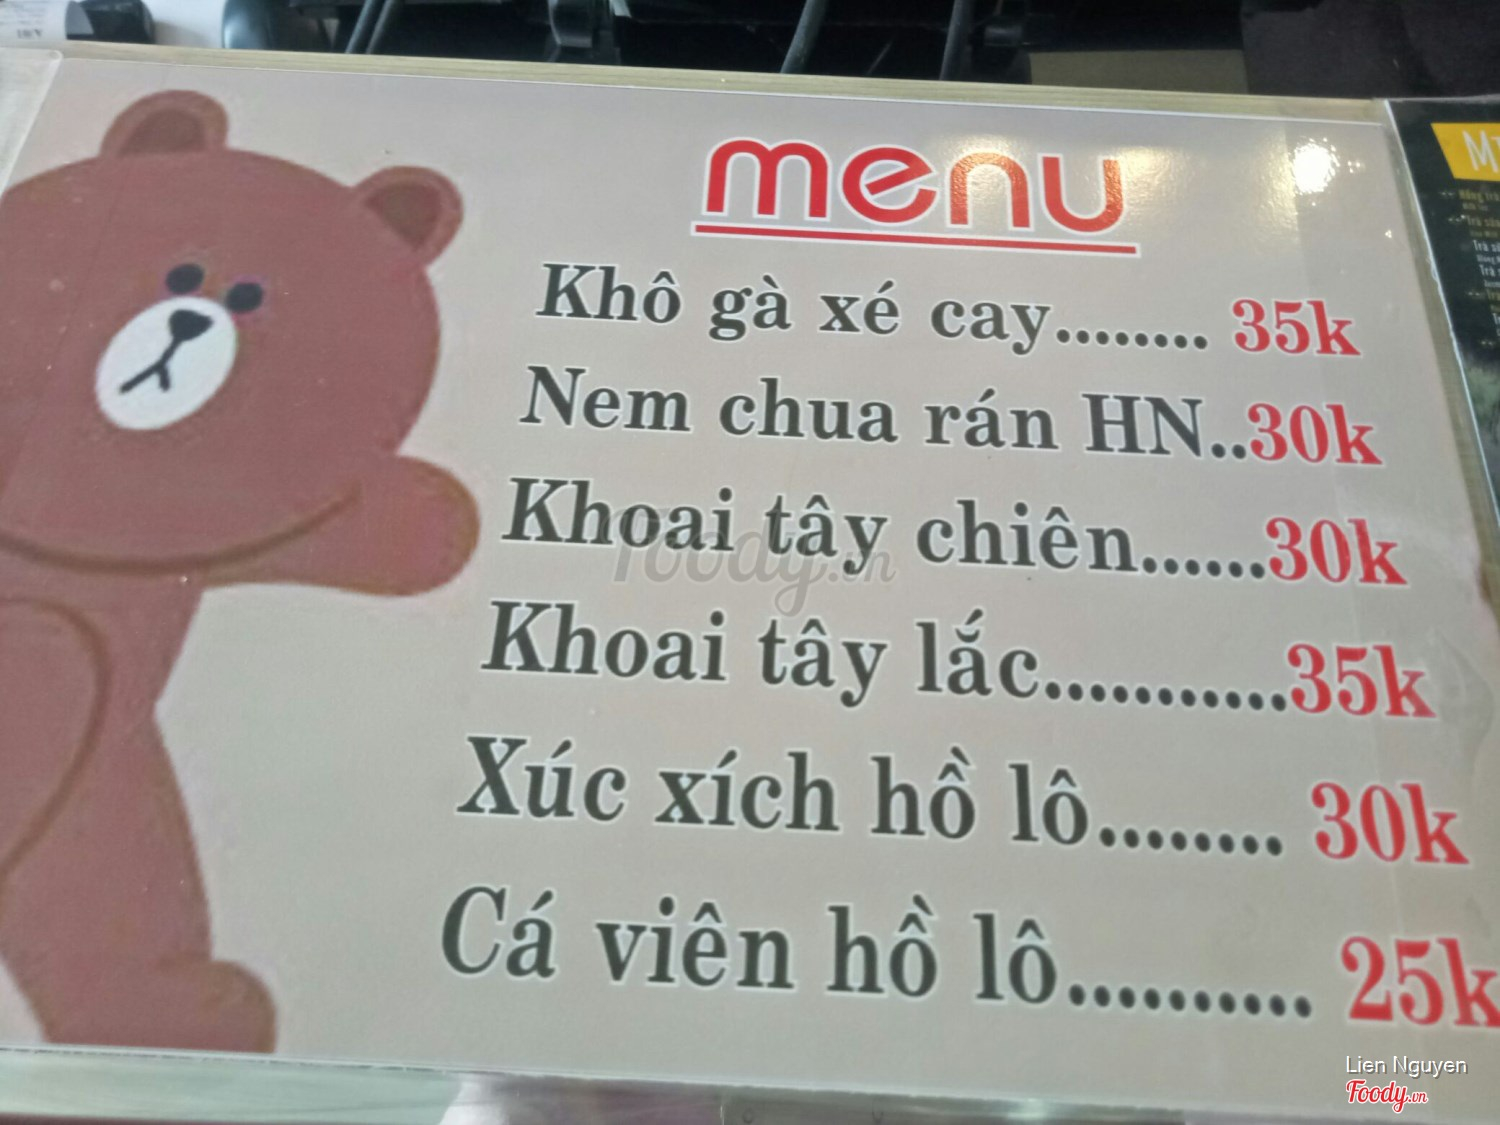 menu
Khô gà xé cay........ 35k
Nem chua rán HN..30k
Khoai tây chiên......30k
Khoai tây lắc...........35k
Xúc xích hồ lô........ 30k
Cá viên hồ lô.......... 25k
Foody.vn
Lien Nguyen
Foody.vn